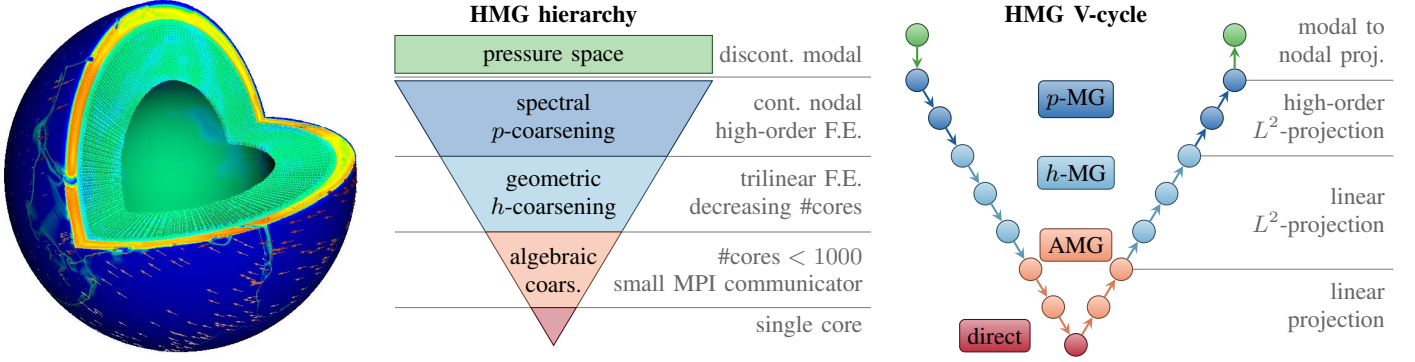 HMG hierarchy
pressure space
discont. modal
spectral
p-coarsening
cont. nodal
high-order F.E.
geometric
h-coarsening
trilinear F.E.
decreasing #cores
algebraic
coars.
#cores < 1000
small MPI communicator
single core
HMG V-cycle
p-MG
h-MG
AMG
direct
modal to
nodal proj.
high-order
L²-projection
linear
L²-projection
linear
projection